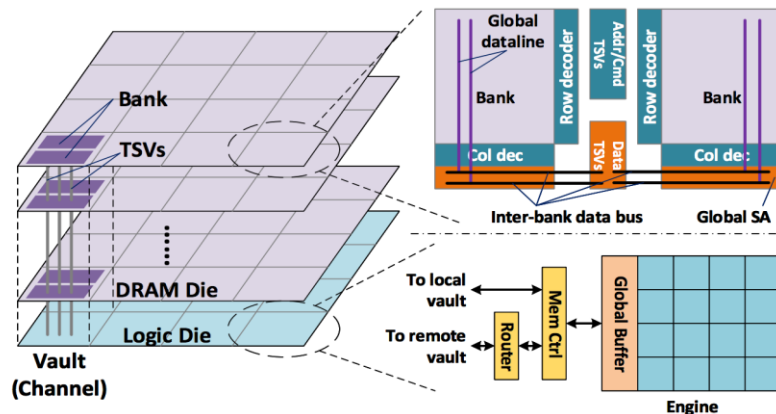 Bank
TSVs
DRAM Die
Logic Die
Vault
(Channel)
Global
dataline
Bank
Row decoder
Addr/Cmd
TSVs
Row decoder
Bank
Col dec
Data
TSVs
Col dec
Inter-bank data bus
Global SA
To local
vault
To remote
vault
Router
Mem Ctrl
Global Buffer
Engine